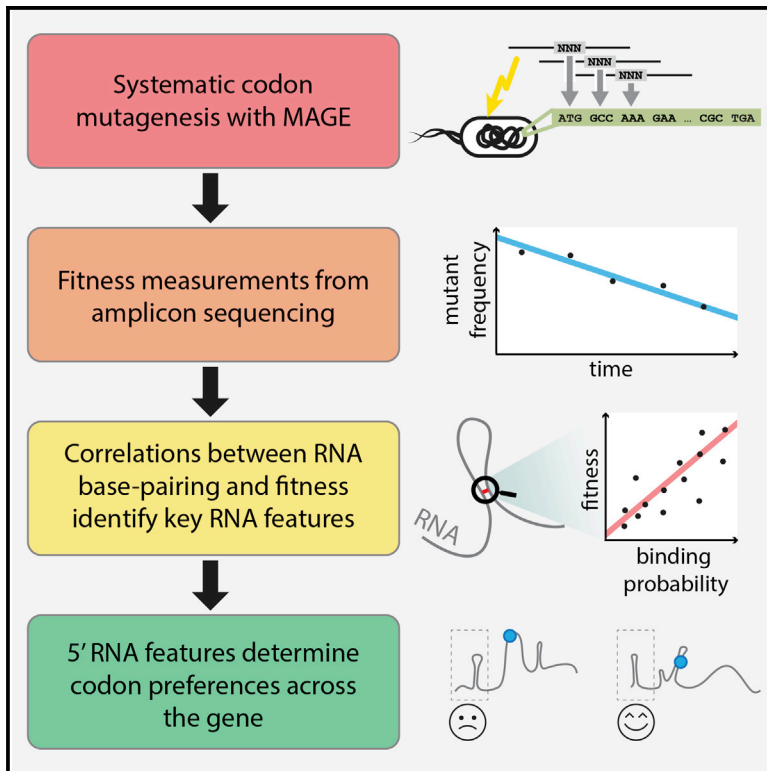 Systematic codon
mutagenesis with MAGE
NNN
NNN
NNN
ATG GCC AAA GAA ... CGC TGA
Fitness measurements from
amplicon sequencing
mutant
frequency
time
Correlations between RNA
base-pairing and fitness
identify key RNA features
RNA
fitness
binding
probability
5' RNA features determine
codon preferences across
the gene